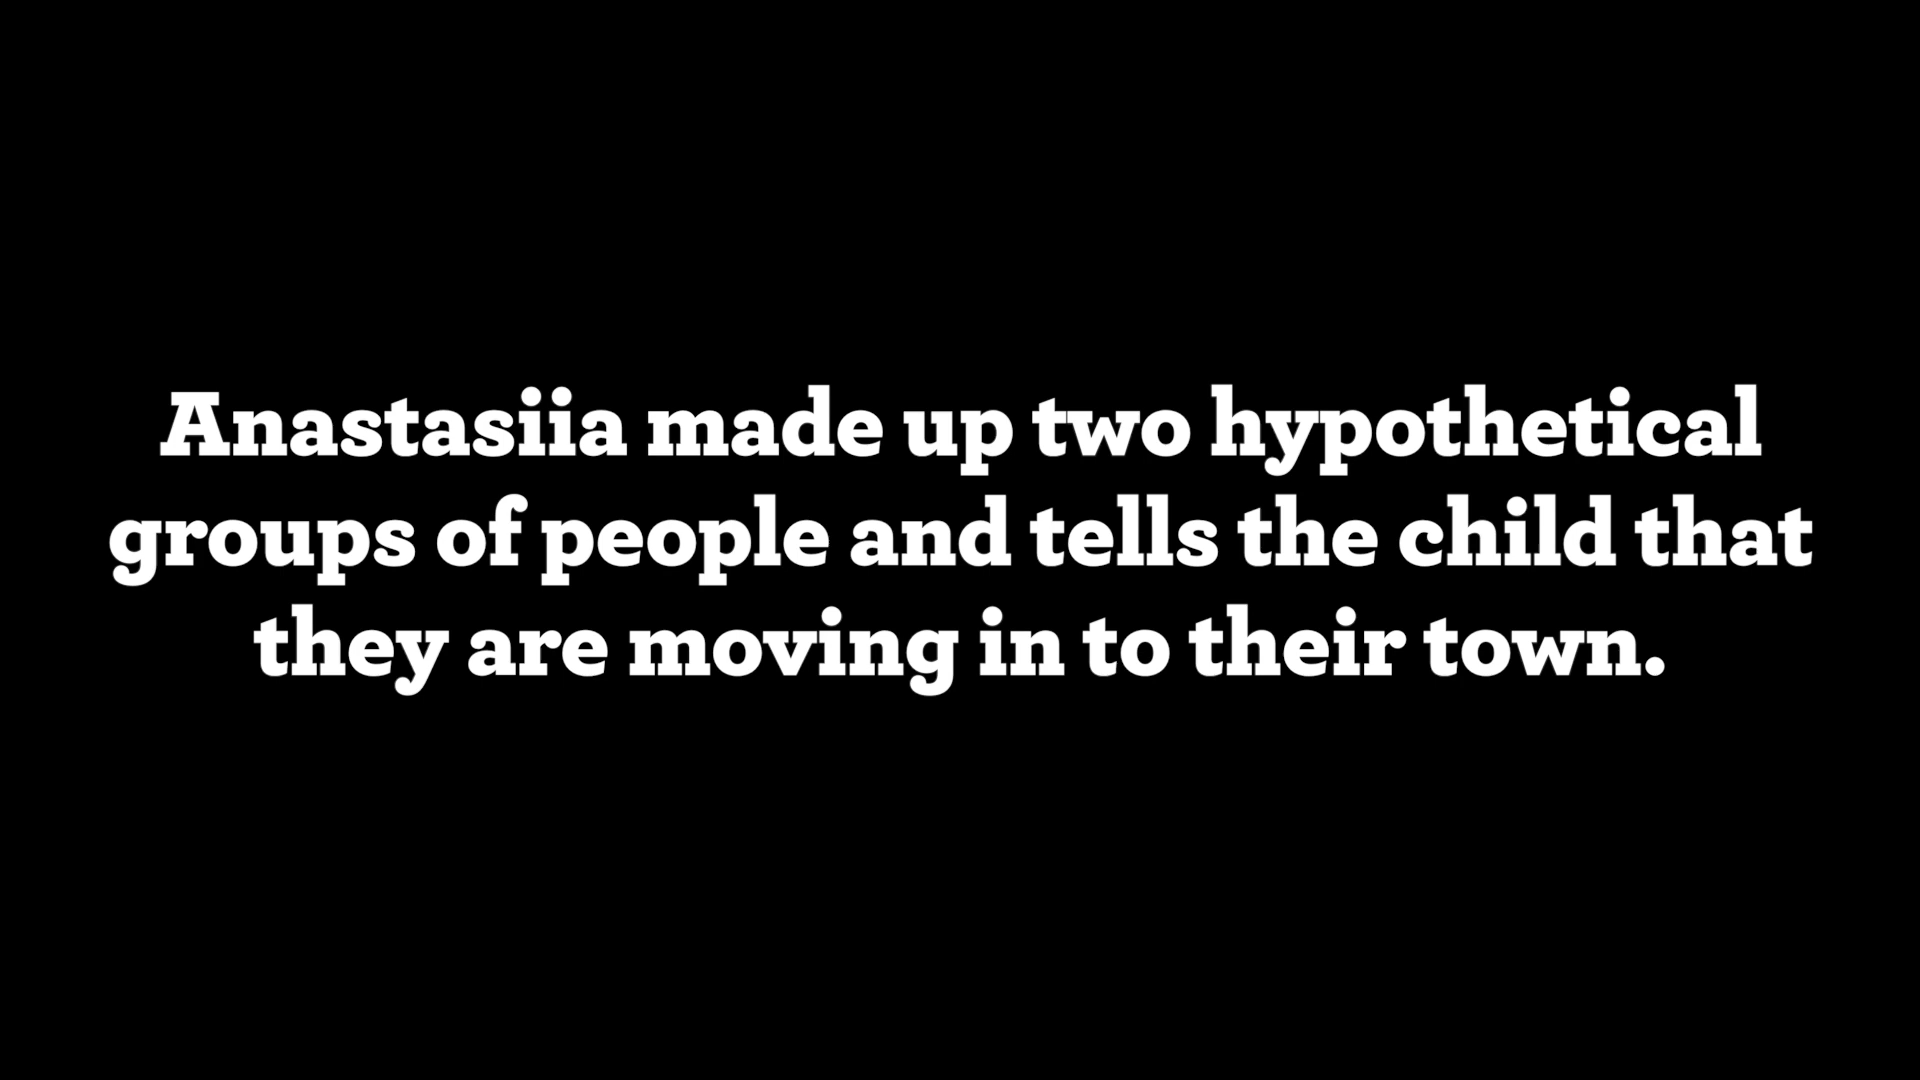 Anastasiia made up two hypothetical
groups of people and tells the child that
they are moving in to their town.